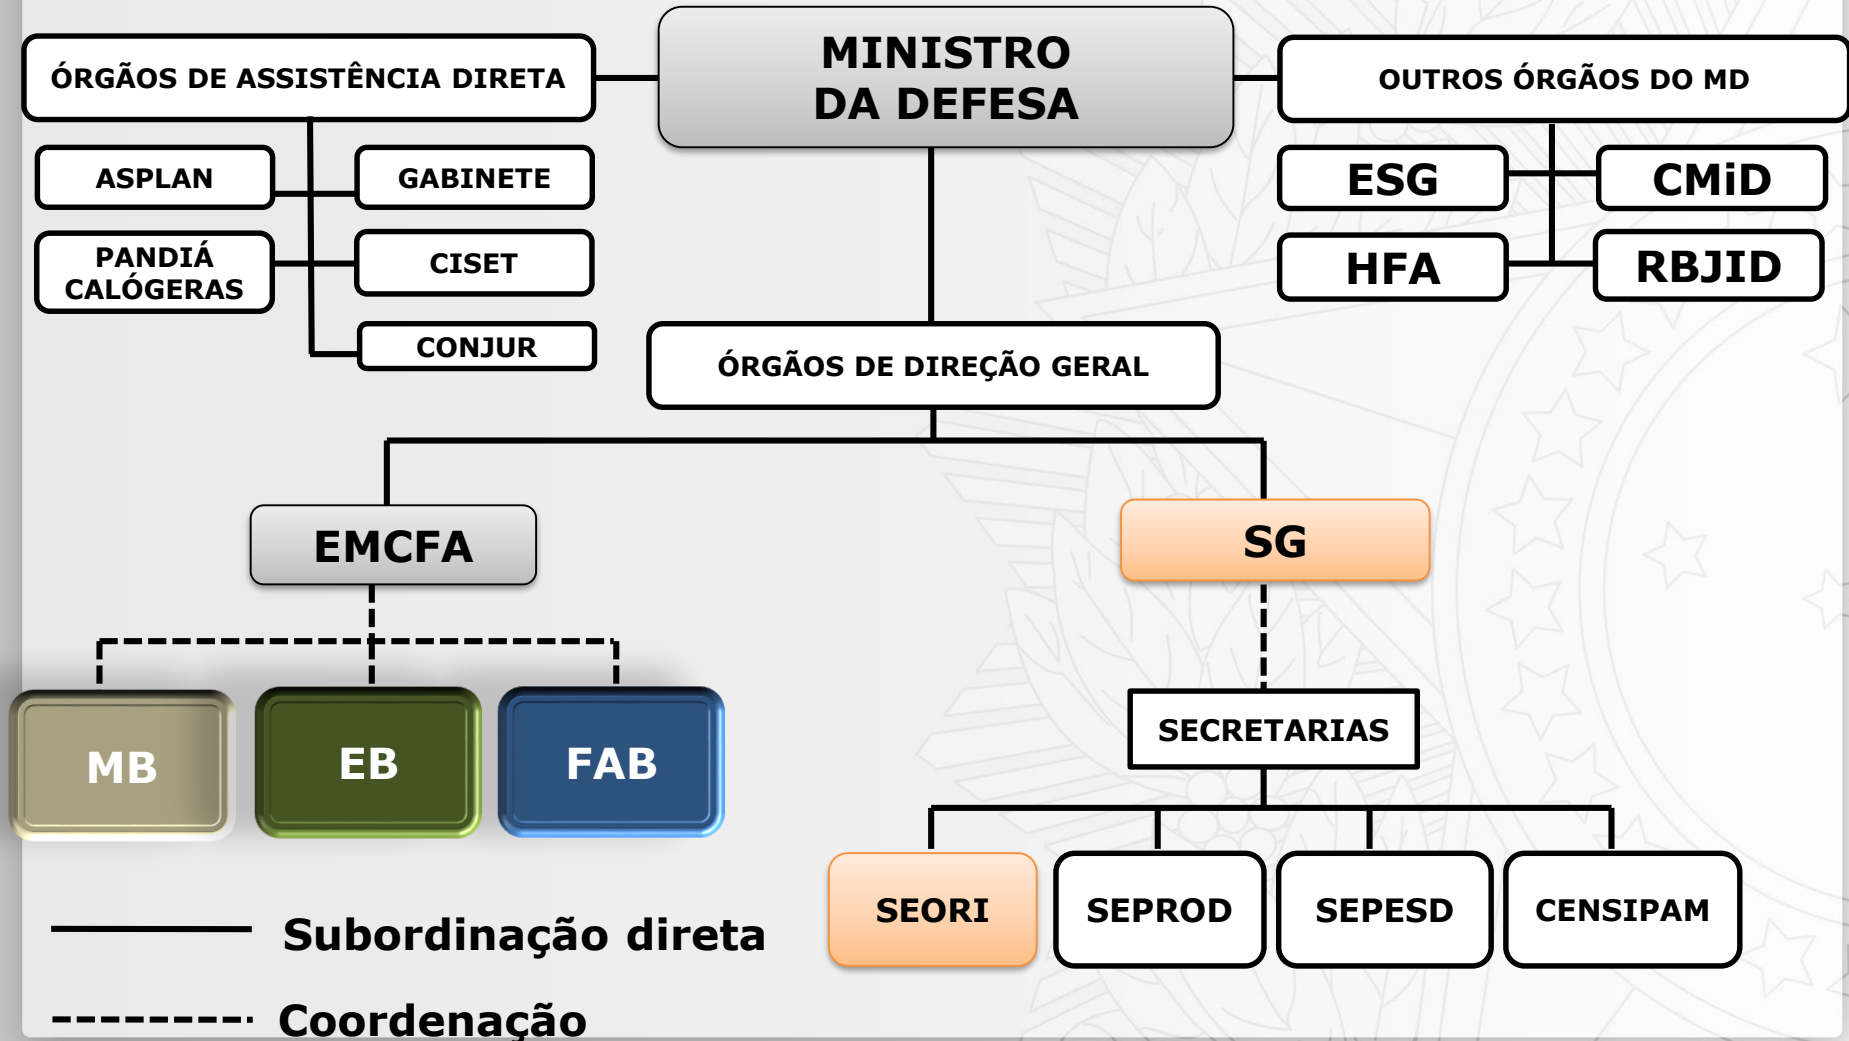 MINISTRO
DA DEFESA
ÓRGÃOS DE ASSISTÊNCIA DIRETA
OUTROS ÓRGÃOS DO MD
ASPLAN
GABINETE
PANDIÁ
CALÓGERAS
CISET
CONJUR
ESG
CMiD
HFA
RBJID
ÓRGÃOS DE DIREÇÃO GERAL
EMCFA
SG
MB
EB
FAB
SECRETARIAS
SEORI
SEPROD
SEPESD
CENSIPAM
Subordinação direta
Coordenação